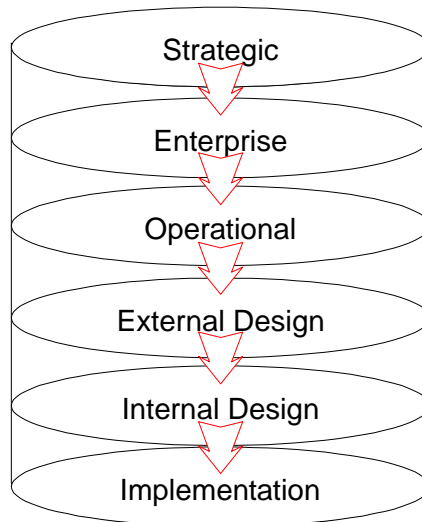 Strategic
Enterprise
Operational
External Design
Internal Design
Implementation